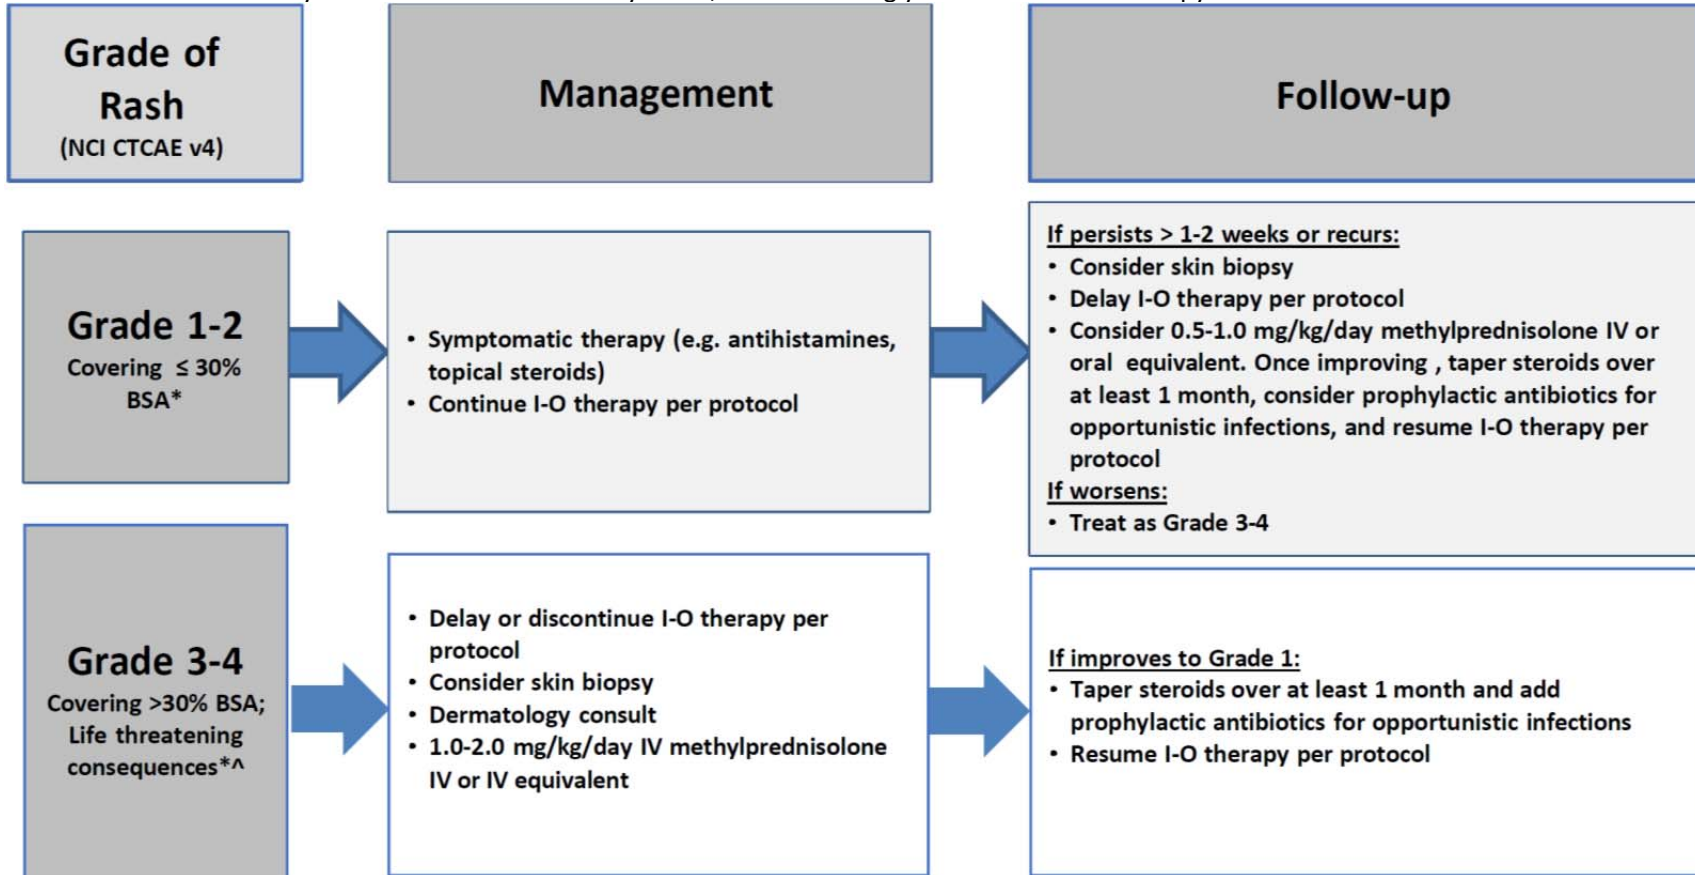 Grade of
Rash
(NCI CTCAE v4)
Management
Follow-up
Grade 1-2
Covering ≤ 30%
BSA*
• Symptomatic therapy (e.g. antihistamines,
topical steroids)
• Continue I-O therapy per protocol
If persists > 1-2 weeks or recurs:
• Consider skin biopsy
• Delay I-O therapy per protocol
• Consider 0.5-1.0 mg/kg/day methylprednisolone IV or
oral equivalent. Once improving , taper steroids over
at least 1 month, consider prophylactic antibiotics for
opportunistic infections, and resume I-O therapy per
protocol
If worsens:
• Treat as Grade 3-4
Grade 3-4
Covering >30% BSA;
Life threatening
consequences*^
• Delay or discontinue I-O therapy per
protocol
• Consider skin biopsy
• Dermatology consult
• 1.0-2.0 mg/kg/day IV methylprednisolone
IV or IV equivalent
If improves to Grade 1:
• Taper steroids over at least 1 month and add
prophylactic antibiotics for opportunistic infections
• Resume I-O therapy per protocol